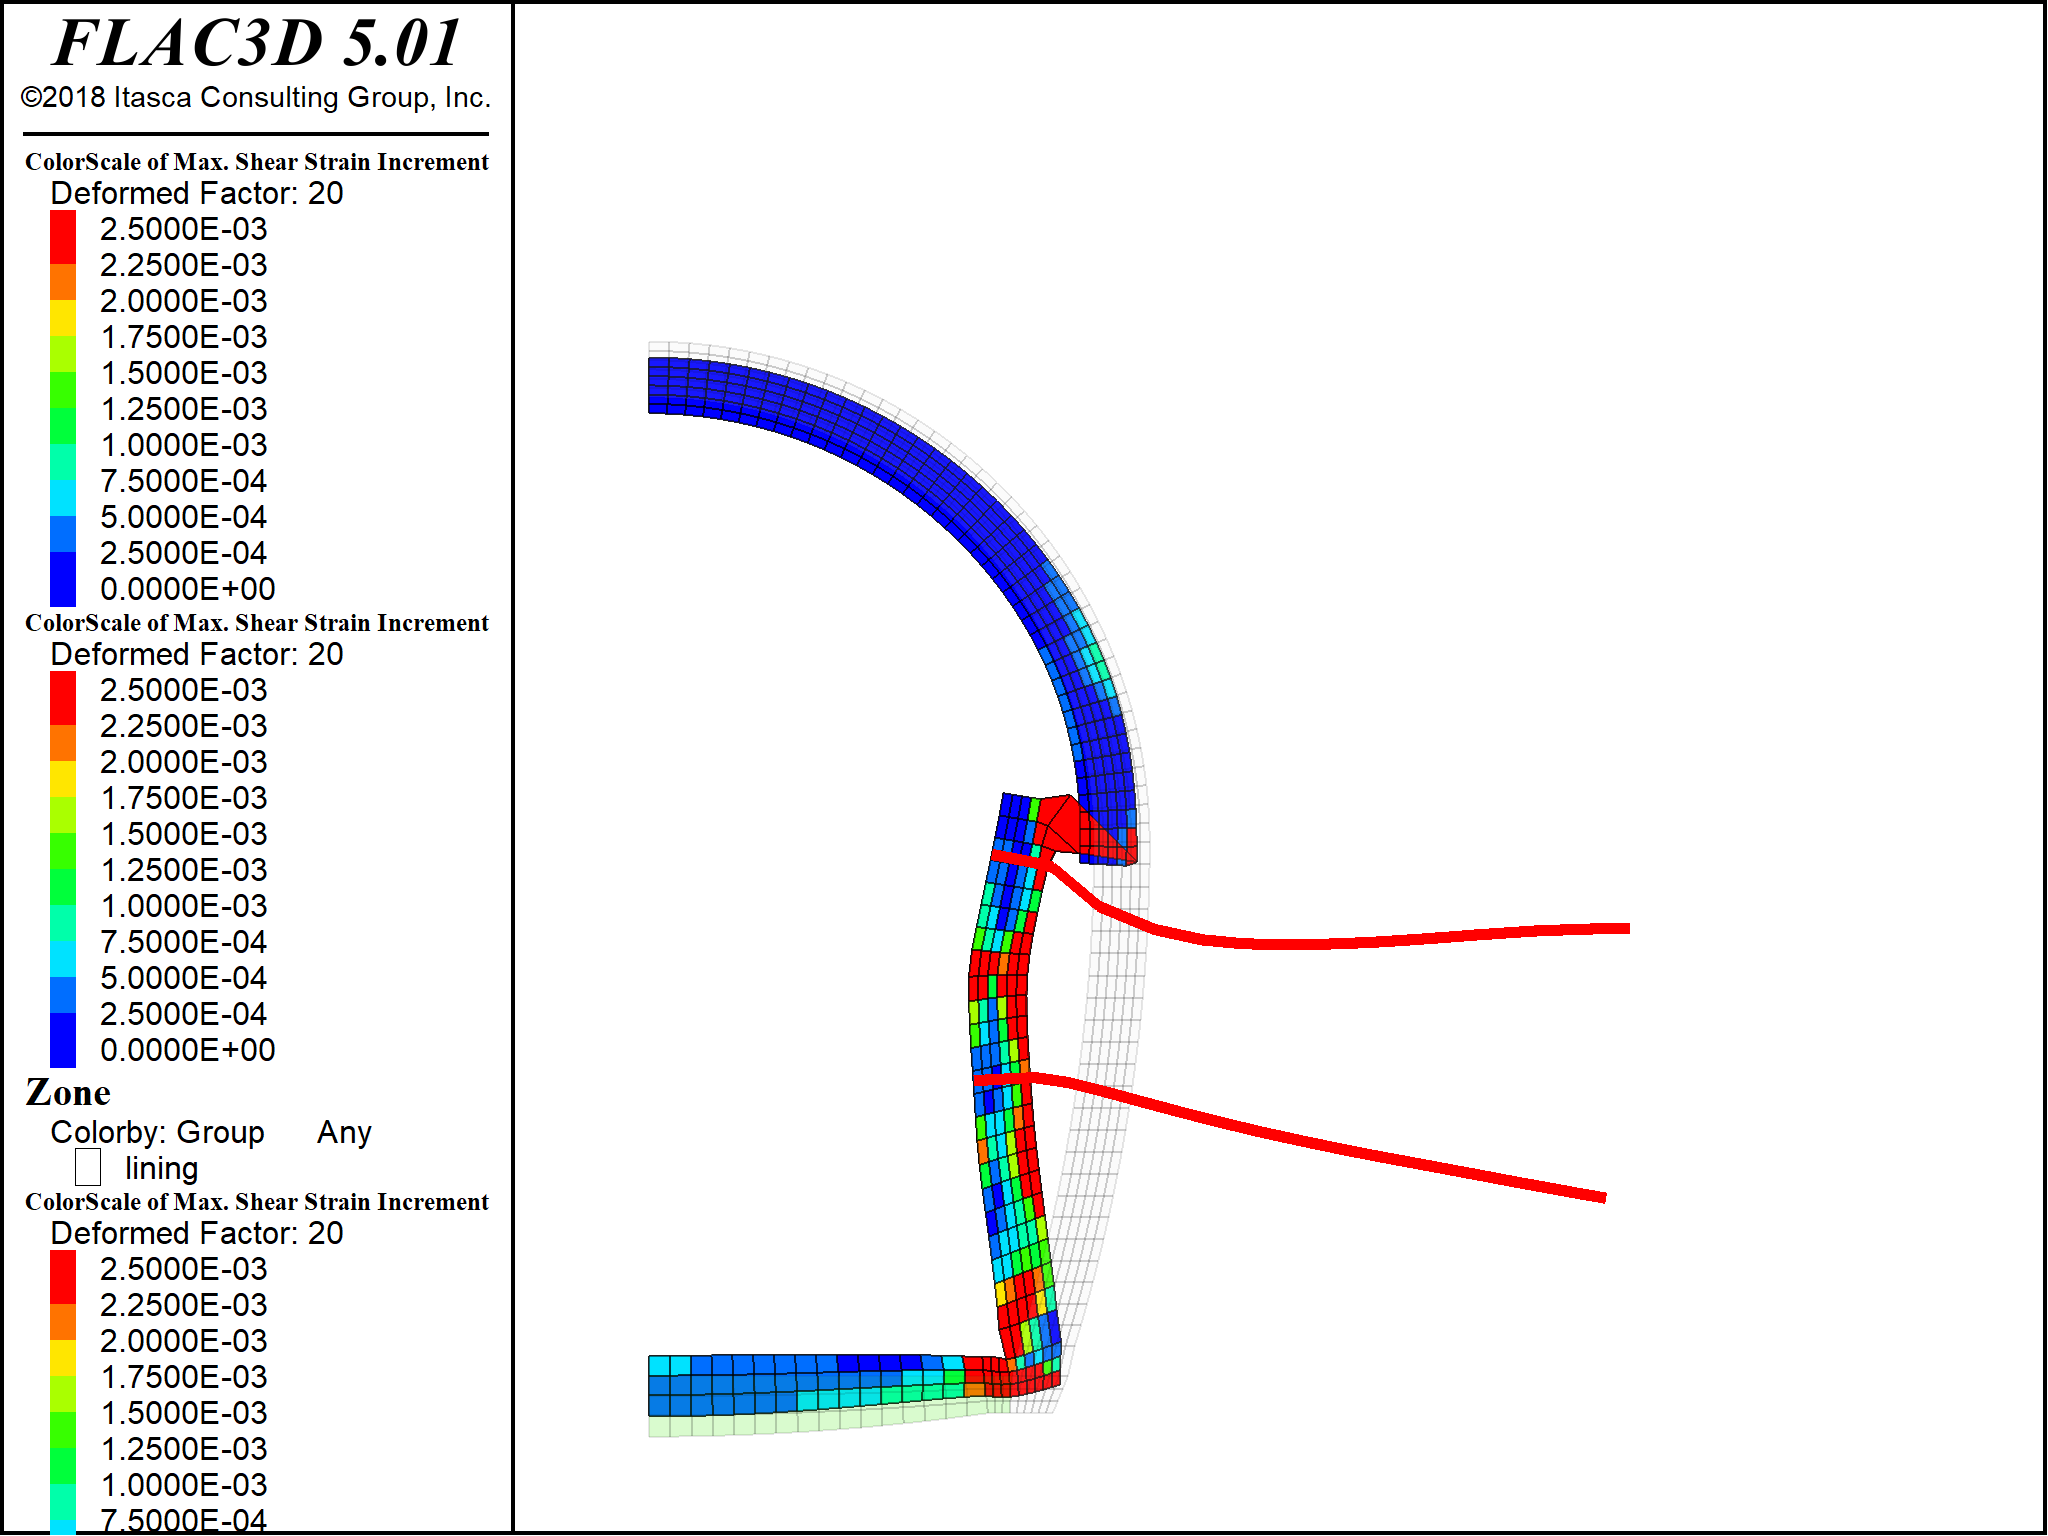 FLAC3D 5.01
©2018 Itasca Consulting Group, Inc.
ColorScale of Max. Shear Strain Increment
Deformed Factor: 20
2.5000E-03
2.2500E-03
2.0000E-03
1.7500E-03
1.5000E-03
1.2500E-03
1.0000E-03
7.5000E-04
5.0000E-04
2.5000E-04
0.0000E+00
ColorScale of Max. Shear Strain Increment
Deformed Factor: 20
2.5000E-03
2.2500E-03
2.0000E-03
1.7500E-03
1.5000E-03
1.2500E-03
1.0000E-03
7.5000E-04
5.0000E-04
2.5000E-04
0.0000E+00
Zone
Colorby: Group Any
lining
ColorScale of Max. Shear Strain Increment
Deformed Factor: 20
2.5000E-03
2.2500E-03
2.0000E-03
1.7500E-03
1.5000E-03
1.2500E-03
1.0000E-03
7.5000E-04